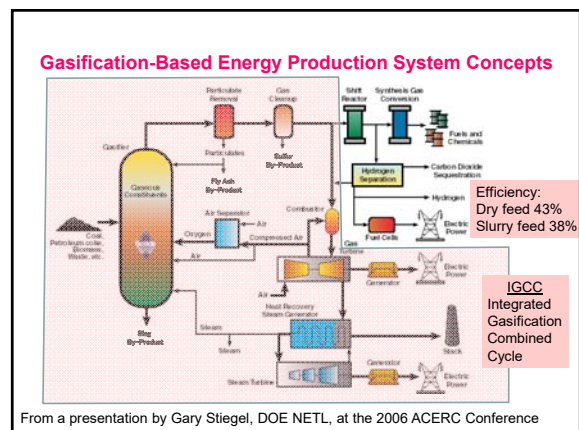 Gasification-Based Energy Production System Concepts
Particulate
Removal
Gas
Cleanup
Shift
Reactor
Synthesis Gas
Conversion
Fuels and
Chemicals
Gasifier
Particulates
Sulfur
By-Product
Fly Ash
By-Product
Gaseous
Constituents
Hydrogen
Separation
Carbon Dioxide
Sequestration
Hydrogen
Fuel Cells
Electric
Power
Efficiency:
Dry feed 43%
Slurry feed 38%
Combustor
Air Separator
Air
Oxygen
Compressed Air
Air
Coal,
Petroleum coke,
Biomass,
Waste, etc.
Gas
Turbine
Air
Generator
Electric
Power
IGCC
Integrated
Gasification
Combined
Cycle
Heat Recovery
Steam Generator
Steam
Steam
Stack
Slag
By-Product
Generator
Steam Turbine
Electric
Power
From a presentation by Gary Stiegel, DOE NETL, at the 2006 ACERC Conference